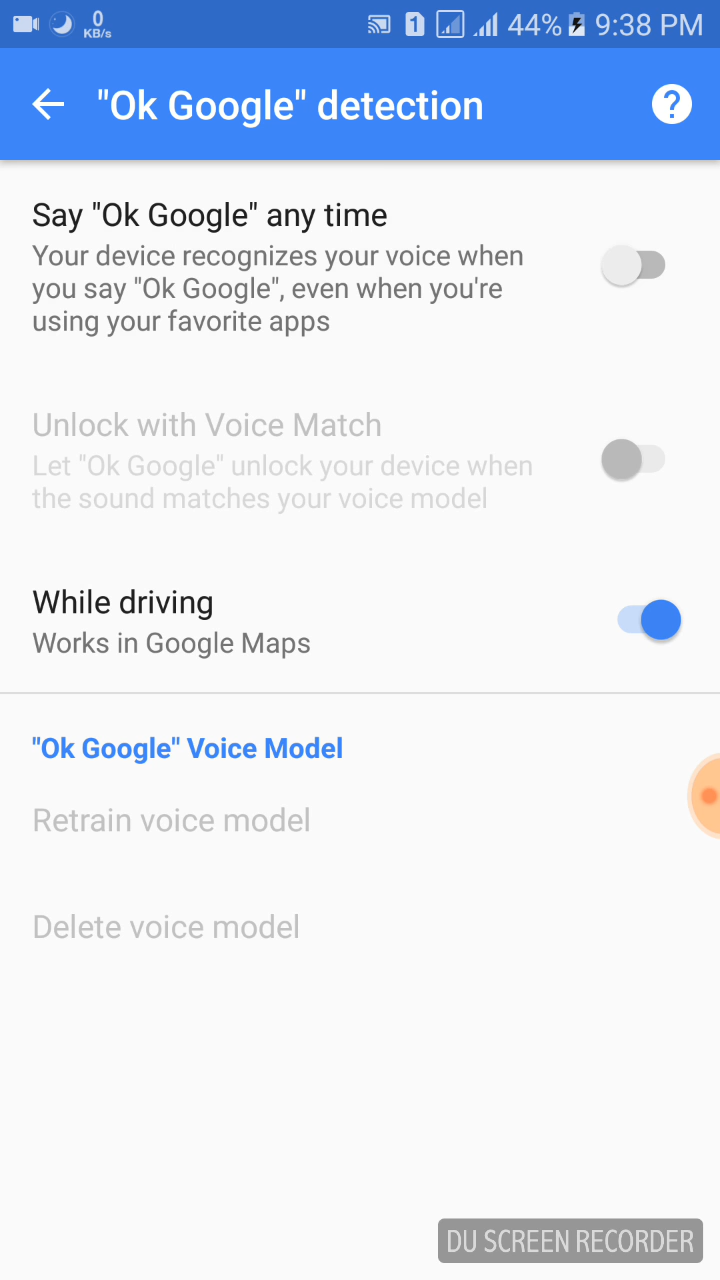 0
KB/s
1
44%
9:38 PM
"Ok Google" detection
?
Say "Ok Google" any time
Your device recognizes your voice when
you say "Ok Google", even when you're
using your favorite apps
Unlock with Voice Match
Let "Ok Google" unlock your device when
the sound matches your voice model
While driving
Works in Google Maps
"Ok Google" Voice Model
Retrain voice model
Delete voice model
DU SCREEN RECORDER